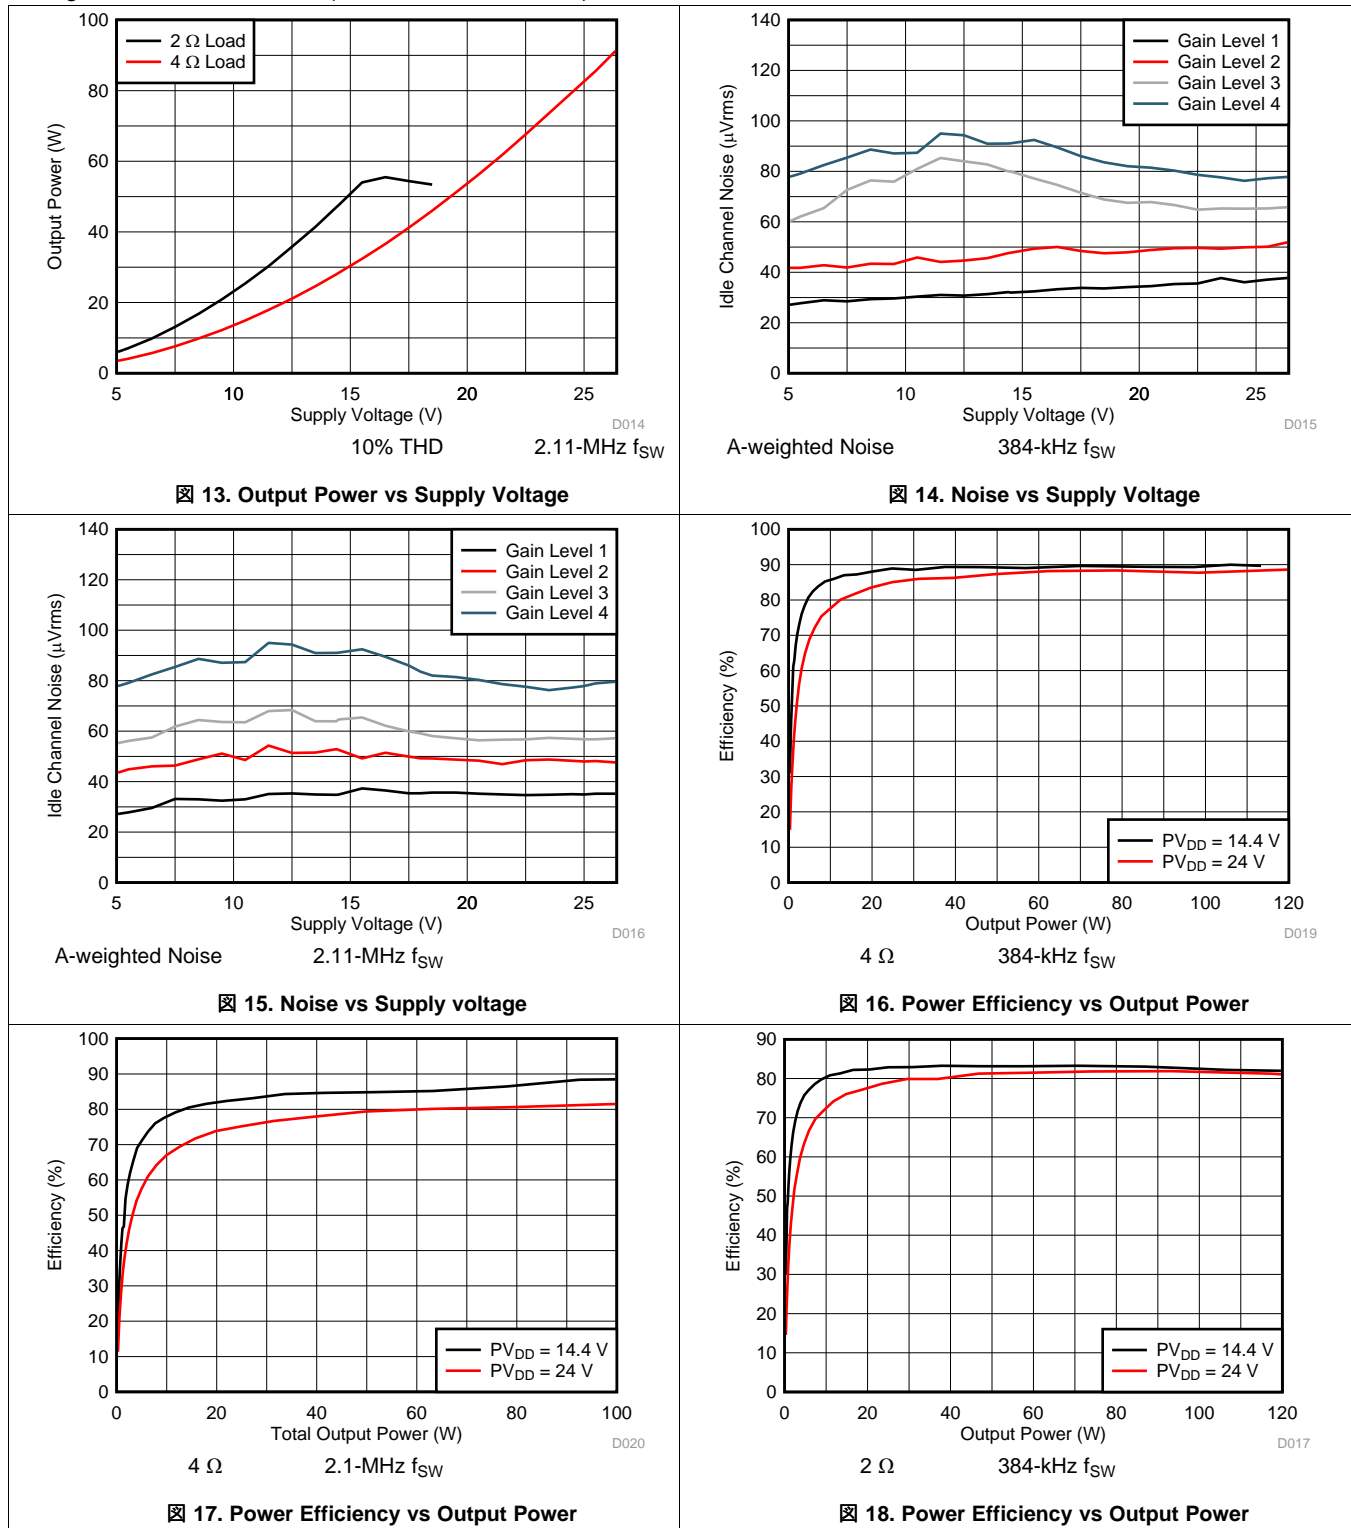 100
80
60
40
20
0
Output Power (W)
2 Ω Load
4 Ω Load
5 10 15 20 25
Supply Voltage (V)
D014
10% THD 2.11-MHz fSW
図 13. Output Power vs Supply Voltage
140
120
100
80
60
40
20
0
Idle Channel Noise (µVrms)
Gain Level 1
Gain Level 2
Gain Level 3
Gain Level 4
5 10 15 20 25
Supply Voltage (V)
D015
A-weighted Noise 384-kHz fSW
図 14. Noise vs Supply Voltage
140
120
100
80
60
40
20
0
Idle Channel Noise (µVrms)
Gain Level 1
Gain Level 2
Gain Level 3
Gain Level 4
5 10 15 20 25
Supply Voltage (V)
D016
A-weighted Noise 2.11-MHz fSW
図 15. Noise vs Supply voltage
100
90
80
70
60
50
40
30
20
10
0
Efficiency (%)
PVDD = 14.4 V
PVDD = 24 V
0 20 40 60 80 100 120
Output Power (W)
D019
4 Ω 384-kHz fSW
図 16. Power Efficiency vs Output Power
100
90
80
70
60
50
40
30
20
10
0
Efficiency (%)
PVDD = 14.4 V
PVDD = 24 V
0 20 40 60 80 100
Total Output Power (W)
D020
4 Ω 2.1-MHz fSW
図 17. Power Efficiency vs Output Power
90
80
70
60
50
40
30
20
10
0
Efficiency (%)
PVDD = 14.4 V
PVDD = 24 V
0 20 40 60 80 100 120
Output Power (W)
D017
2 Ω 384-kHz fSW
図 18. Power Efficiency vs Output Power